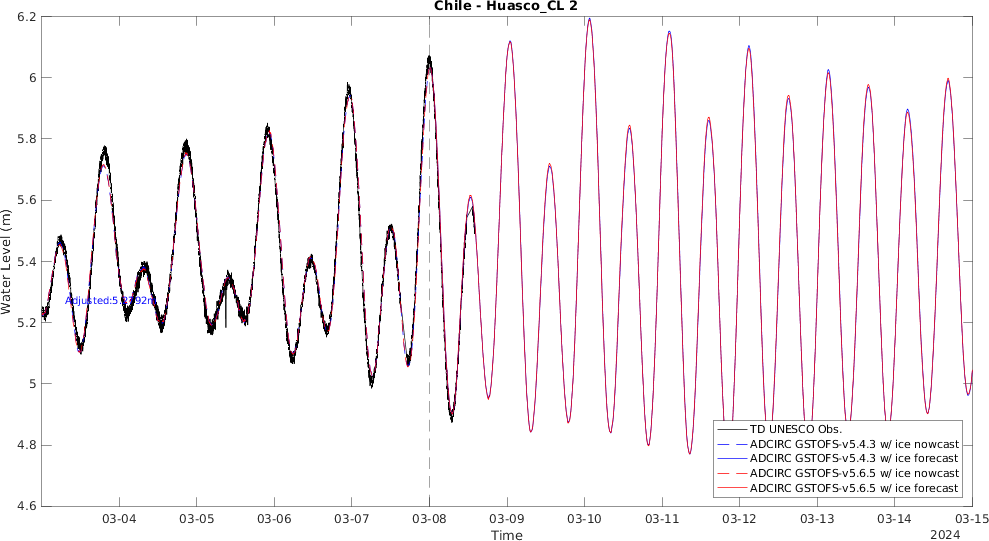 Chile - Huasco_CL 2
6.2
6
5.8
5.6
5.4
5.2
5
4.8
4.6
Water Level (m)
TD UNESCO Obs.
ADCIRC GSTOFS-v5.4.3 w/ ice nowcast
ADCIRC GSTOFS-v5.4.3 w/ ice forecast
ADCIRC GSTOFS-v5.6.5 w/ ice nowcast
ADCIRC GSTOFS-v5.6.5 w/ ice forecast
03-04 03-05 03-06 03-07 03-08 03-09 03-10 03-11 03-12 03-13 03-14 03-15
Time
2024